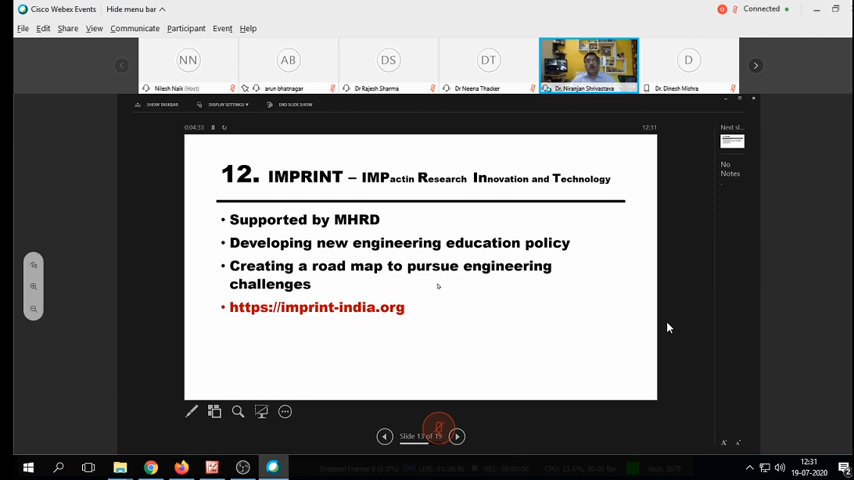 Cisco Webex Events
Hide menu bar
Connected
File Edit Share View Communicate Participant Event Help
NN AB DS DT D
Nilesh Naik (Host) arun bhatnagar Dr Rajesh Sharma Dr Neena Thacker Dr. Niranjan Shrivastava Dr. Dinesh Mishra
SHOW TASKBAR DISPLAY SETTINGS END SLIDE SHOW
0:04:33 12:31
Next sl...
No
Notes
.
12. IMPRINT – IMPactin Research Innovation and Technology
• Supported by MHRD
• Developing new engineering education policy
• Creating a road map to pursue engineering
challenges
• https://imprint-india.org
Slide 13 of 19
A A
12:31
19-07-2020
2